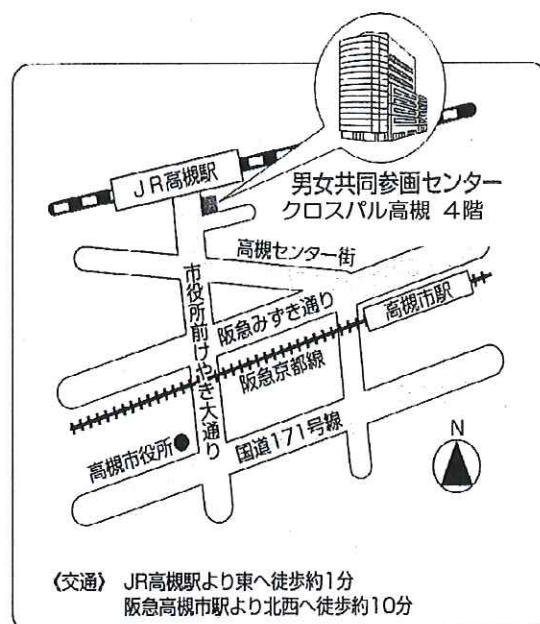 JR高槻駅
男女共同参画センター
クロスパル高槻 4階
高槻センター街
市役所前けやき大通り
阪急みずき通り
高槻市駅
阪急京都線
高槻市役所
国道171号線
N
《交通》 JR高槻駅より東へ徒歩約1分
阪急高槻市駅より北西へ徒歩約10分